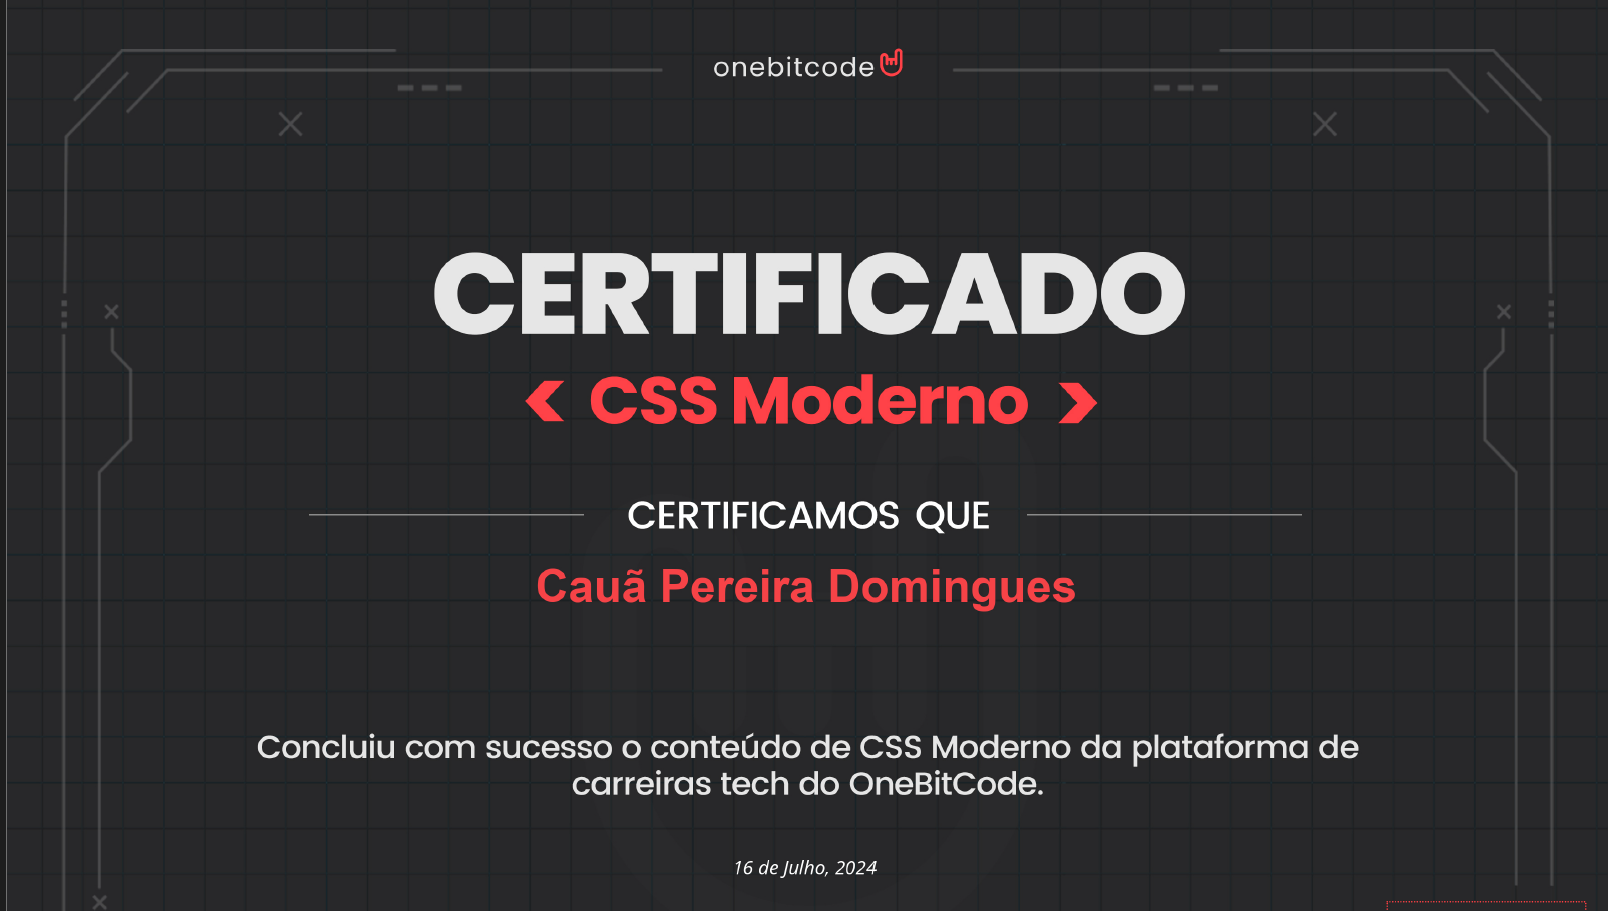 onebitcode
CERTIFICADO
CSS Moderno
CERTIFICAMOS QUE
Cauã Pereira Domingues
Concluiu com sucesso o conteúdo de CSS Moderno da plataforma de
carreiras tech do OneBitCode.
16 de Julho, 2024